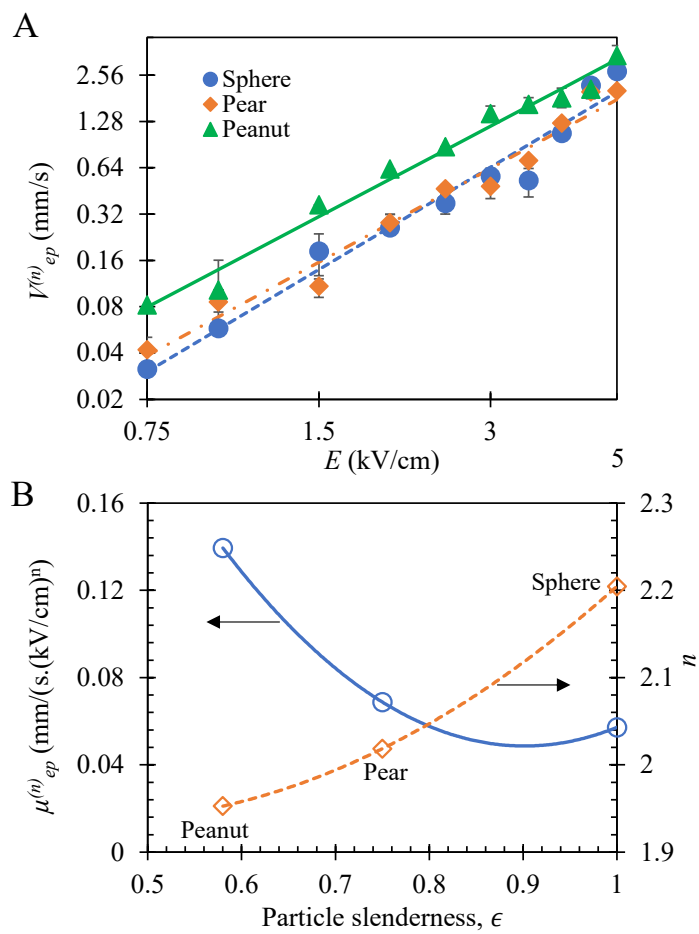 A
V(n)ep (mm/s)
2.56
1.28
0.64
0.32
0.16
0.08
0.04
0.02
Sphere
Pear
Peanut
0.75
1.5
3
5
E (kV/cm)
B
μ(n)ep (mm/(s.(kV/cm)n)
0.16
0.12
0.08
0.04
0
2.3
2.2
2.1
2
1.9
n
Sphere
Pear
Peanut
0.5
0.6
0.7
0.8
0.9
1
Particle slenderness, ϵ